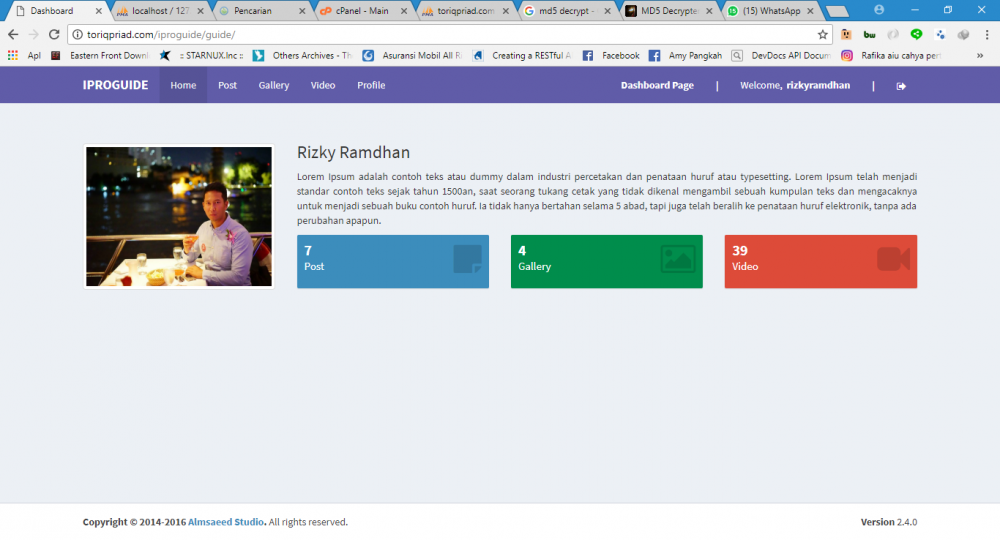 Dashboard
localhost / 127
Pencarian
cPanel - Main
toriqpriad.com
md5 decrypt -
MD5 Decrypte
(15) WhatsApp
toriqpriad.com/iproguide/guide/
Apl
Eastern Front Downl
:: STARNUX.Inc ::
Others Archives - Th
Asuransi Mobil All R
Creating a RESTful A
Facebook
Amy Pangkah
DevDocs API Docum
Rafika aiu cahya pert
»
IPROGUIDE
Home
Post
Gallery
Video
Profile
Dashboard Page
|
Welcome, rizkyramdhan
|
Rizky Ramdhan
Lorem Ipsum adalah contoh teks atau dummy dalam industri percetakan dan penataan huruf atau typesetting. Lorem Ipsum telah menjadi
standar contoh teks sejak tahun 1500an, saat seorang tukang cetak yang tidak dikenal mengambil sebuah kumpulan teks dan mengacaknya
untuk menjadi sebuah buku contoh huruf. Ia tidak hanya bertahan selama 5 abad, tapi juga telah beralih ke penataan huruf elektronik, tanpa ada
perubahan apapun.
7
Post
4
Gallery
39
Video
Copyright © 2014-2016 Almsaeed Studio. All rights reserved.
Version 2.4.0